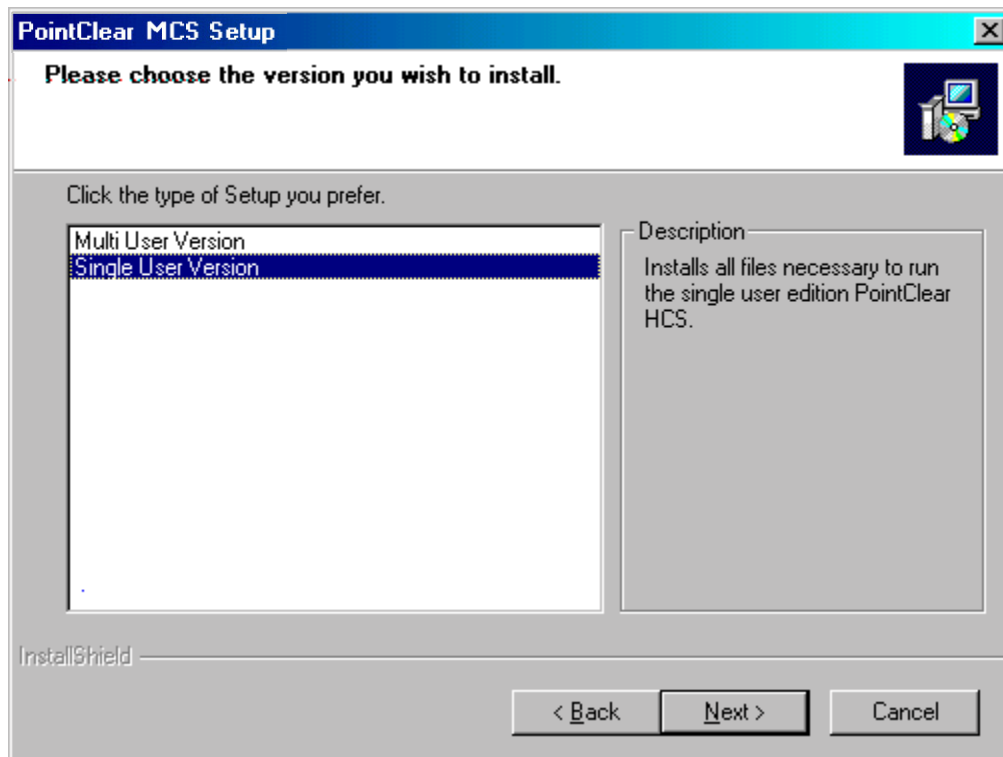 PointClear MCS Setup
Please choose the version you wish to install.
Click the type of Setup you prefer.
Multi User Version
Single User Version
Description
Installs all files necessary to run
the single user edition PointClear
HCS.
InstallShield
< Back
Next >
Cancel